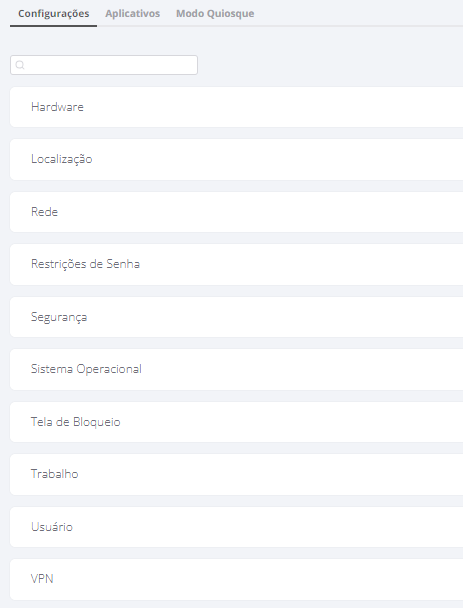 Configurações Aplicativos Modo Quiosque
Hardware
Localização
Rede
Restrições de Senha
Segurança
Sistema Operacional
Tela de Bloqueio
Trabalho
Usuário
VPN